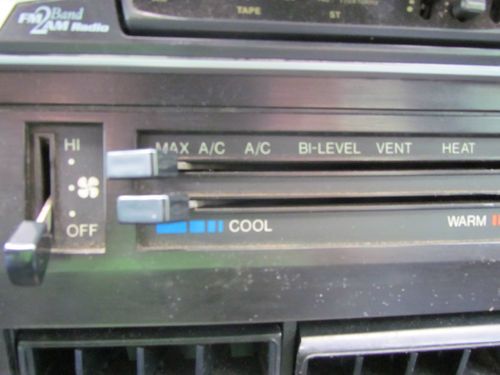 TAPE
ST
FM 2 Band
AM Radio
HI
MAX A/C A/C BI-LEVEL VENT HEAT
OFF
COOL
WARM